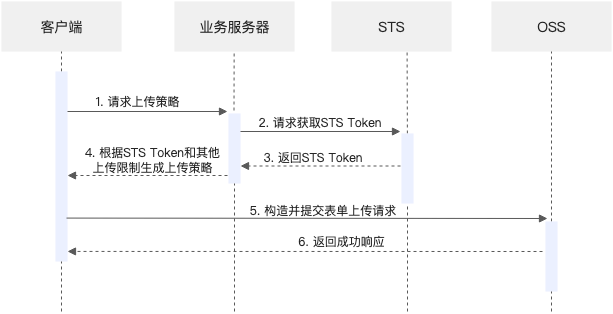 客户端
业务服务器
STS
OSS
1. 请求上传策略
2. 请求获取STS Token
3. 返回STS Token
4. 根据STS Token和其他
上传限制生成上传策略
5. 构造并提交表单上传请求
6. 返回成功响应